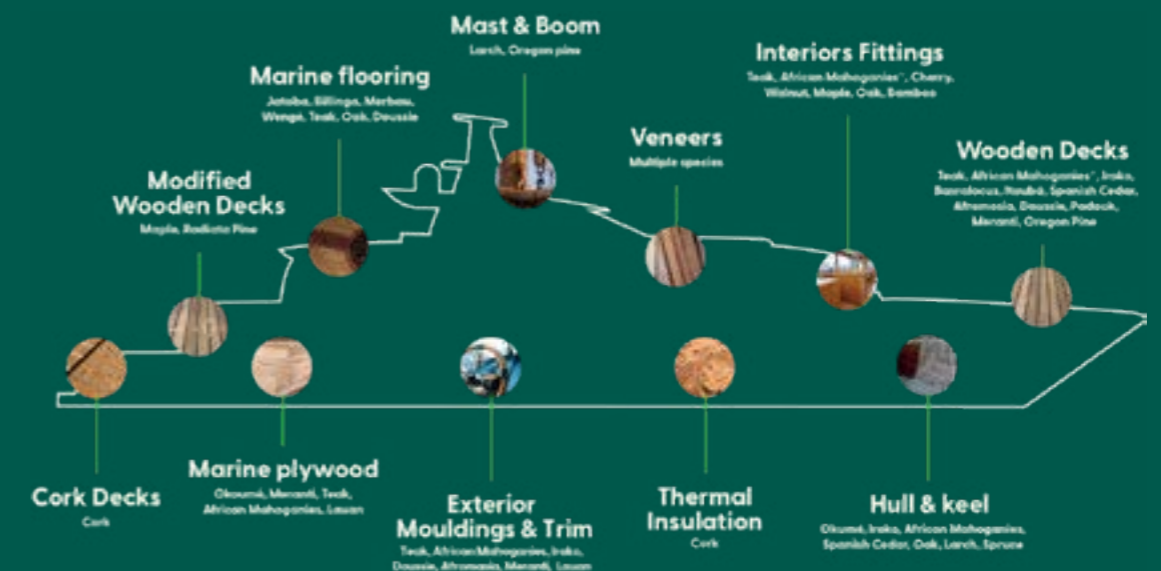 Mast & Boom
Larch, Oregon pine
Marine flooring
Jatoba, Billinga, Merbau,
Wengé, Teak, Oak, Doussie
Interiors Fittings
Teak, African Mahoganies*, Cherry,
Walnut, Maple, Oak, Bamboo
Veneers
Multiple species
Wooden Decks
Teak, African Mahoganies*, Iroko,
Basralocus, Itauba, Spanish Cedar,
Afromosia, Doussie, Padouk,
Meranti, Oregon Pine
Modified
Wooden Decks
Maple, Radiata Pine
Cork Decks
Cork
Marine plywood
Okoumé, Meranti, Teak,
African Mahoganies, Lauan
Exterior
Mouldings & Trim
Teak, African Mahoganies, Iroko,
Doussie, Afromosia, Meranti, Lauan
Thermal
Insulation
Cork
Hull & keel
Okumé, Iroko, African Mahoganies,
Spanish Cedar, Oak, Larch, Spruce